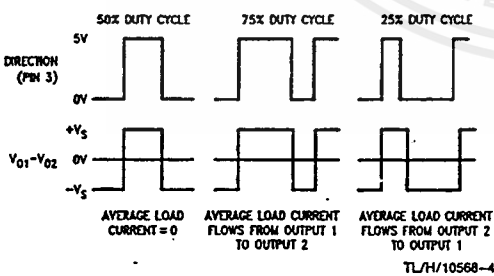 50% DUTY CYCLE 75% DUTY CYCLE 25% DUTY CYCLE
5V
DIRECTION
(PIN 3)
0V
+VS
VO1-VO2 0V
-VS
AVERAGE LOAD CURRENT = 0
AVERAGE LOAD CURRENT FLOWS FROM OUTPUT 1 TO OUTPUT 2
AVERAGE LOAD CURRENT FLOWS FROM OUTPUT 2 TO OUTPUT 1
TL/H/10568-4